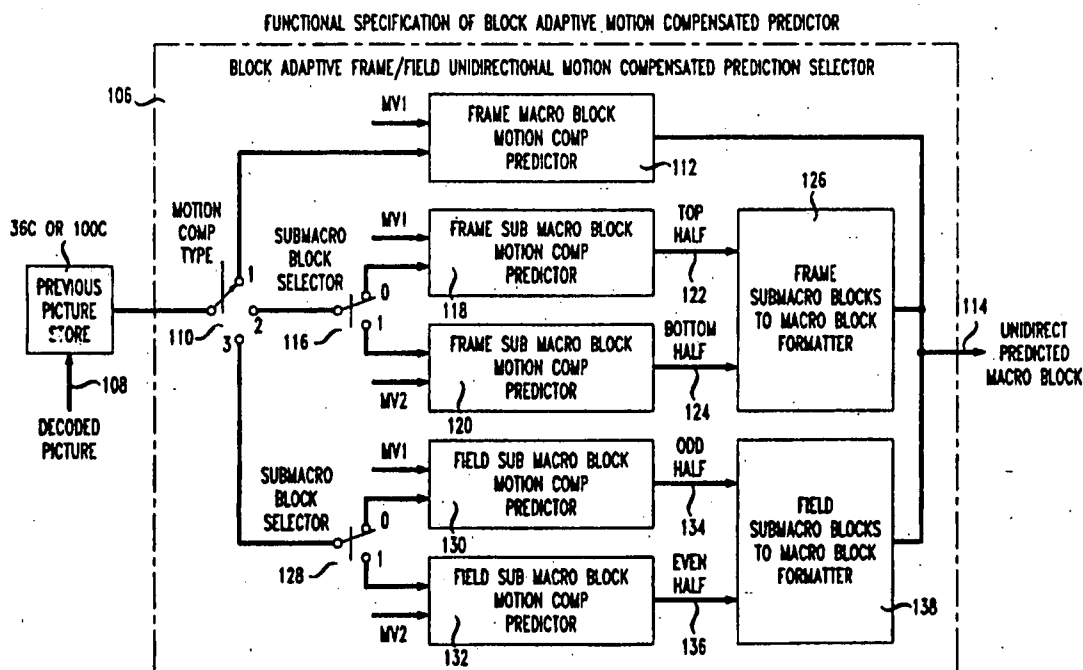 FUNCTIONAL SPECIFICATION OF BLOCK ADAPTIVE MOTION COMPENSATED PREDICTOR
BLOCK ADAPTIVE FRAME/FIELD UNIDIRECTIONAL MOTION COMPENSATED PREDICTION SELECTOR
106
MV1
FRAME MACRO BLOCK
MOTION COMP
PREDICTOR
112
36C OR 100C
PREVIOUS
PICTURE
STORE
108
DECODED
PICTURE
MOTION
COMP
TYPE
1
2
3
110
SUBMACRO
BLOCK
SELECTOR
0
1
116
MV1
FRAME SUB MACRO BLOCK
MOTION COMP
PREDICTOR
118
TOP
HALF
122
MV2
FRAME SUB MACRO BLOCK
MOTION COMP
PREDICTOR
120
BOTTOM
HALF
124
126
FRAME
SUBMACRO BLOCKS
TO MACRO BLOCK
FORMATTER
114
UNIDIRECT
PREDICTED
MACRO BLOCK
SUBMACRO
BLOCK
SELECTOR
0
1
128
MV1
FIELD SUB MACRO BLOCK
MOTION COMP
PREDICTOR
130
ODD
HALF
134
MV2
FIELD SUB MACRO BLOCK
MOTION COMP
PREDICTOR
132
EVEN
HALF
136
FIELD
SUBMACRO BLOCKS
TO MACRO BLOCK
FORMATTER
138